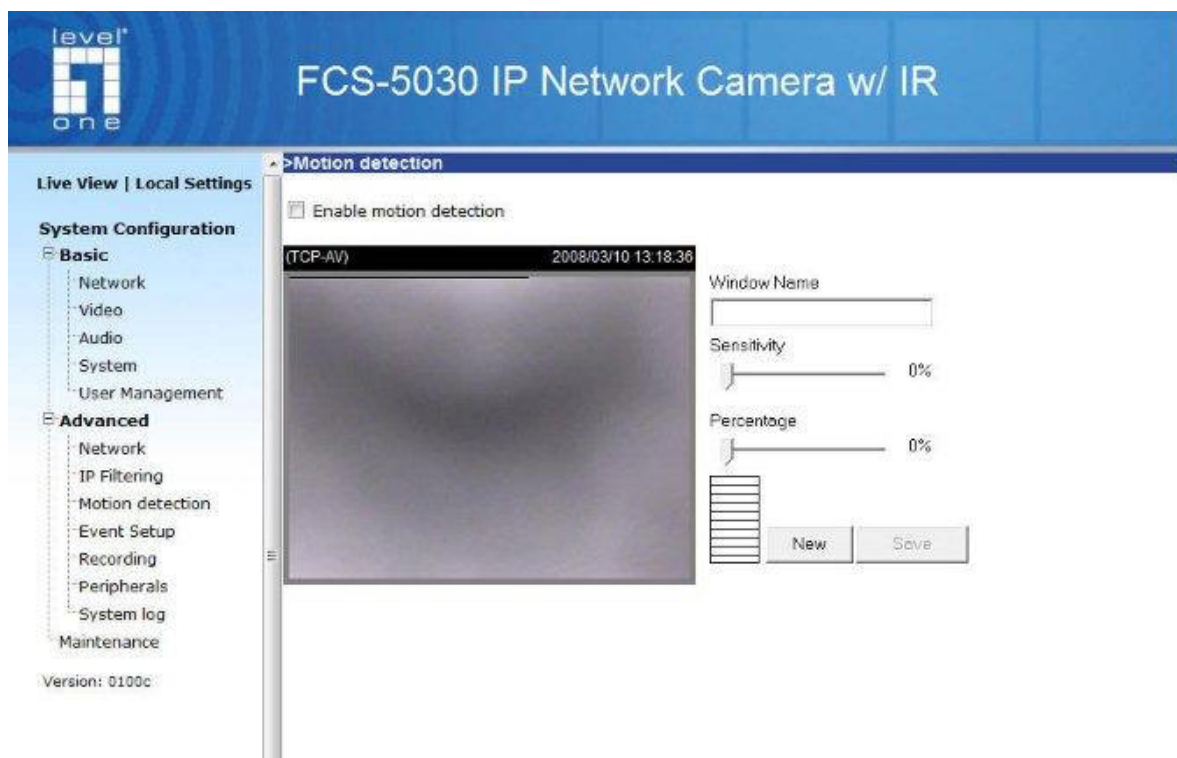 level
one
FCS-5030 IP Network Camera w/ IR
Live View | Local Settings
System Configuration
Basic
Network
Video
Audio
System
User Management
Advanced
Network
IP Filtering
Motion detection
Event Setup
Recording
Peripherals
System log
Maintenance
Version: 0100c
>Motion detection
Enable motion detection
(TCP-AV) 2008/03/10 13:18.36
Window Name
Sensitivity
0%
Percentage
0%
New
Save